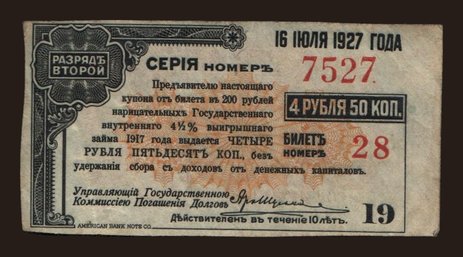 16 ІЮЛЯ 1927 ГОДА
РАЗРЯДЪ
ВТОРОЙ
СЕРІЯ НОМЕРЪ
7527
Предъявителю настоящаго
купона отъ билета въ 200 рублей
нарицательныхъ Государственнаго
внутренняго 4½% выигрышнаго
займа 1917 года выдается ЧЕТЫРЕ
РУБЛЯ ПЯТЬДЕСЯТЪ КОП., безъ
удержанія сбора съ доходовъ отъ денежныхъ капиталовъ.
4 РУБЛЯ 50 КОП.
БИЛЕТЪ
НОМЕРЪ
28
Управляющій Государственною
Коммиссіею Погашенія Долговъ
19
Дѣйствителенъ въ теченіе 10 лѣтъ.
AMERICAN BANK NOTE CO.